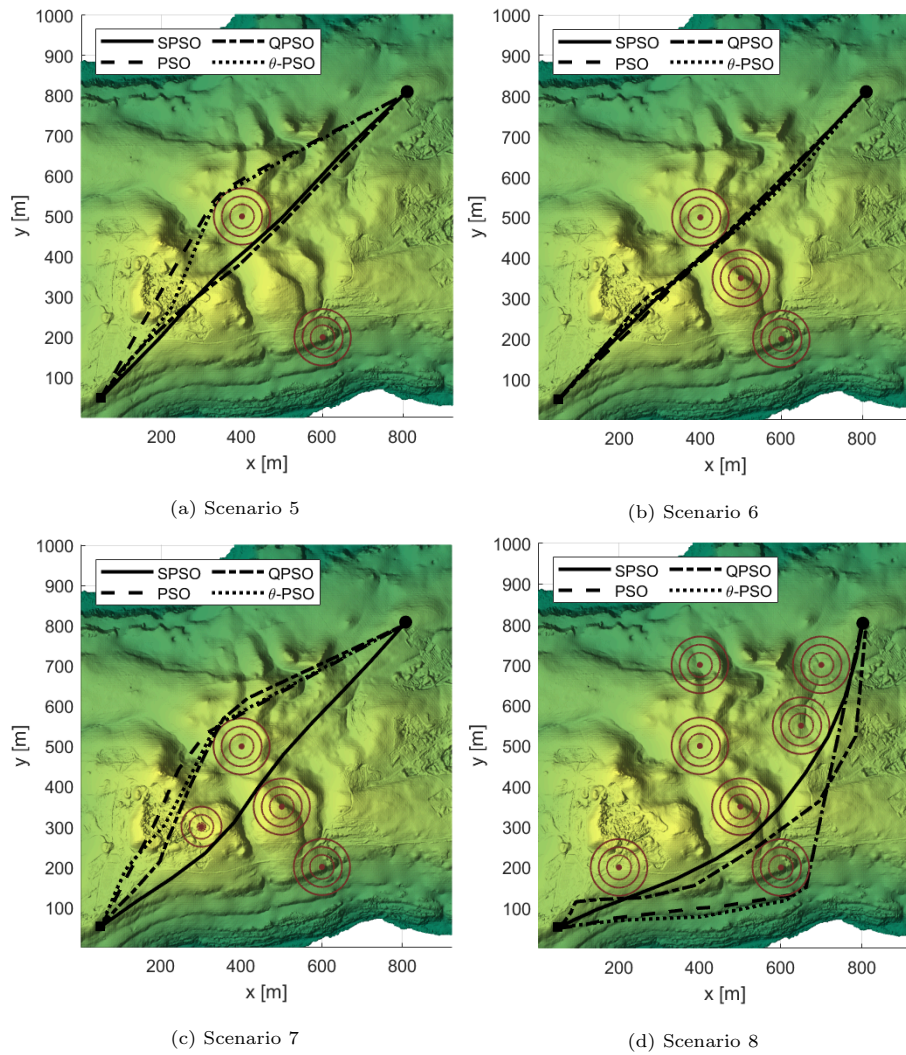 1000
900
800
700
600
500
400
300
200
100
y [m]
SPSO
PSO
QPSO
θ-PSO
200 400 600 800
x [m]
(a) Scenario 5
1000
900
800
700
600
500
400
300
200
100
y [m]
SPSO
PSO
QPSO
θ-PSO
200 400 600 800
x [m]
(b) Scenario 6
1000
900
800
700
600
500
400
300
200
100
y [m]
SPSO
PSO
QPSO
θ-PSO
200 400 600 800
x [m]
(c) Scenario 7
1000
900
800
700
600
500
400
300
200
100
y [m]
SPSO
PSO
QPSO
θ-PSO
200 400 600 800
x [m]
(d) Scenario 8